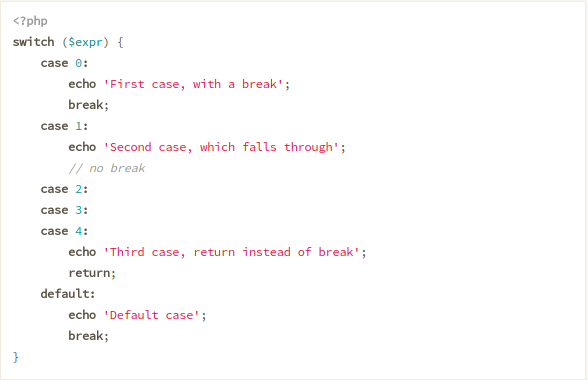 <?php
switch ($expr) {
    case 0:
        echo 'First case, with a break';
        break;
    case 1:
        echo 'Second case, which falls through';
        // no break
    case 2:
    case 3:
    case 4:
        echo 'Third case, return instead of break';
        return;
    default:
        echo 'Default case';
        break;
}